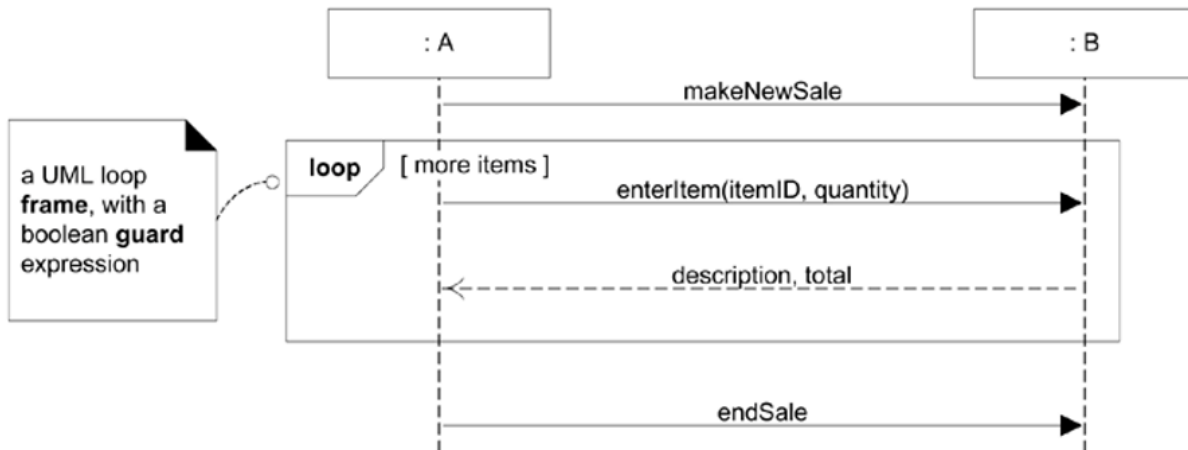 : A
: B
makeNewSale
a UML loop
frame, with a
boolean guard
expression
loop
[ more items ]
enterItem(itemID, quantity)
description, total
endSale